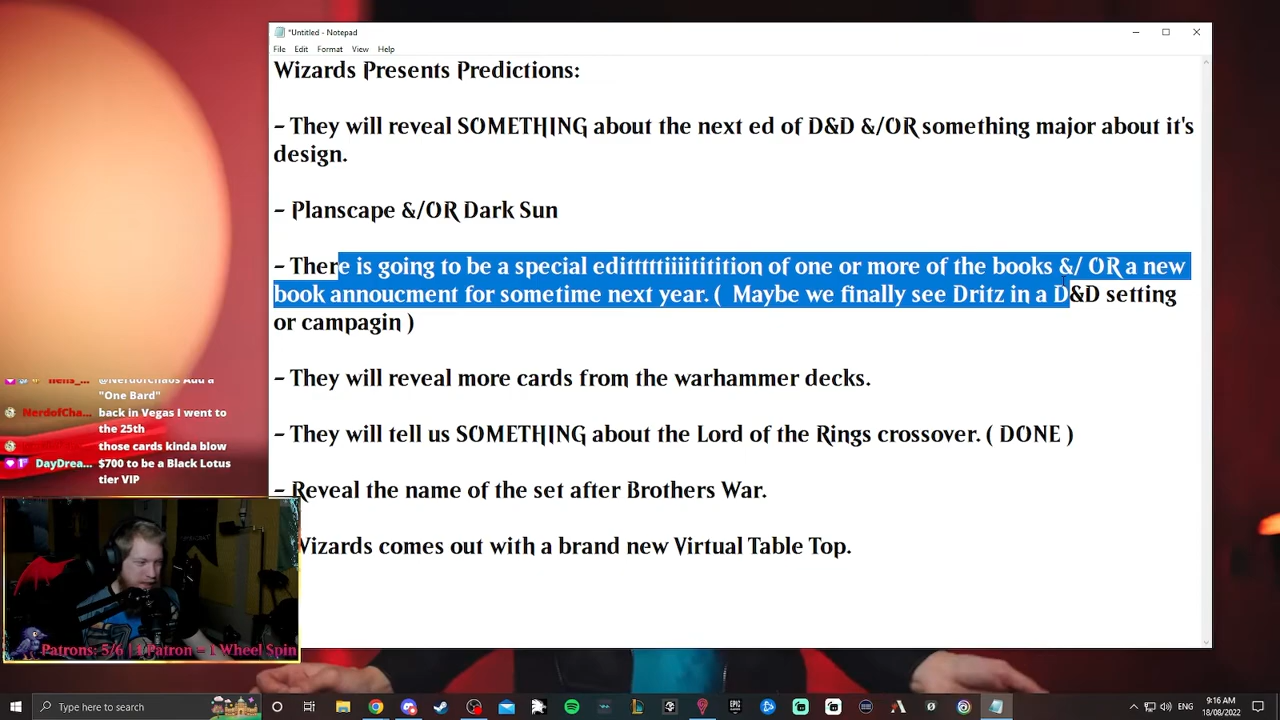 *Untitled - Notepad
File Edit Format View Help
Wizards Presents Predictions:
- They will reveal SOMETHING about the next ed of D&D &/OR something major about it's
design.
- Planscape &/OR Dark Sun
- There is going to be a special editttttiiiitititition of one or more of the books &/ OR a new
book annoucment for sometime next year. ( Maybe we finally see Dritz in a D&D setting
or campagin )
- They will reveal more cards from the warhammer decks.
- They will tell us SOMETHING about the Lord of the Rings crossover. ( DONE )
- Reveal the name of the set after Brothers War.
Wizards comes out with a brand new Virtual Table Top.
@NerdofChaos Add a
"One Bard"
NerdofCha... back in Vegas I went to
the 25th
those cards kinda blow
DayDrea... $700 to be a Black Lotus
tier VIP
Patrons: 5/6 | 1 Patron = 1 Wheel Spin
Type here to search
ENG
9:16 AM
18/08/2022